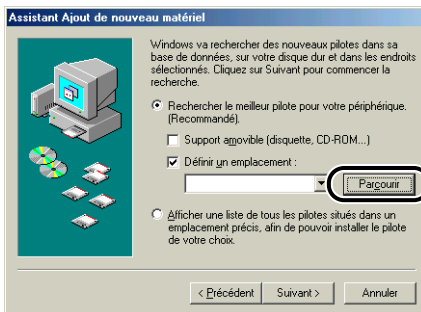 Assistant Ajout de nouveau matériel
Windows va rechercher des nouveaux pilotes dans sa
base de données, sur votre disque dur et dans les endroits
sélectionnés. Cliquez sur Suivant pour commencer la
recherche.
Rechercher le meilleur pilote pour votre périphérique.
(Recommandé).
Support amovible (disquette, CD-ROM...)
Définir un emplacement :
Parcourir
Afficher une liste de tous les pilotes situés dans un
emplacement précis, afin de pouvoir installer le pilote
de votre choix.
< Précédent Suivant > Annuler